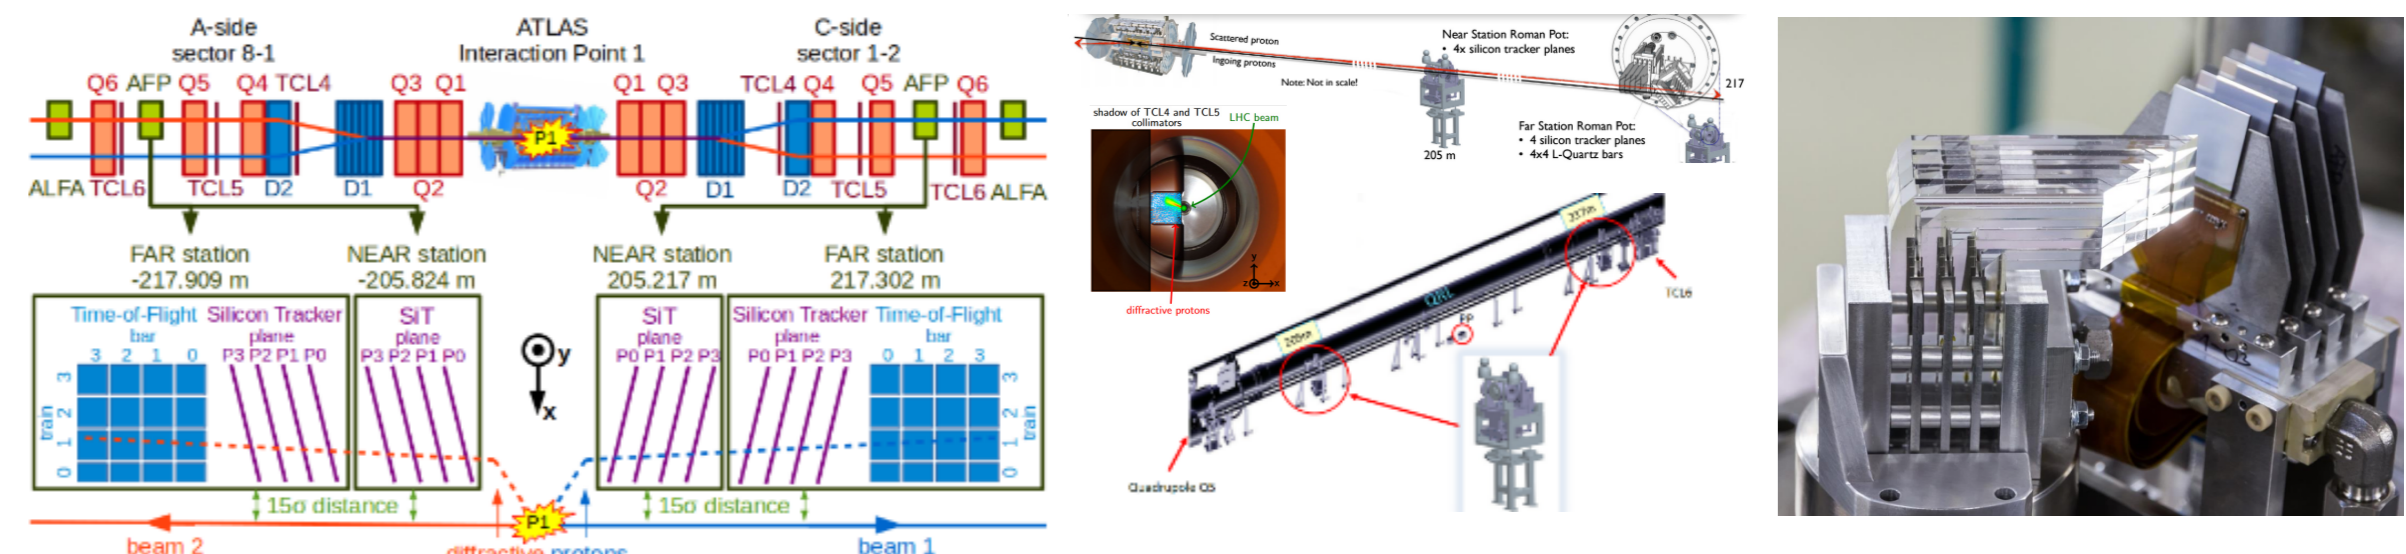 A-side
sector 8-1
ATLAS
Interaction Point 1
C-side
sector 1-2
Q6 AFP Q5 Q4 TCL4 Q3 Q1 Q1 Q3 TCL4 Q4 Q5 AFP Q6
P1
ALFA TCL6 TCL5 D2 D1 Q2 Q2 D1 D2 TCL5 TCL6 ALFA
FAR station
-217.909 m
NEAR station
-205.824 m
NEAR station
205.217 m
FAR station
217.302 m
Time-of-Flight
bar
3 2 1 0
Silicon Tracker
plane
P3 P2 P1 P0
SiT
plane
P3 P2 P1 P0
y
x
SiT
plane
P0 P1 P2 P3
Silicon Tracker
plane
P0 P1 P2 P3
Time-of-Flight
bar
0 1 2 3
train
0 1 2 3
train
0 1 2 3
15σ distance
15σ distance
P1
beam 2
diffractive protons
beam 1
Scattered proton
Ingoing protons
Note: Not in scale!
Near Station Roman Pot:
• 4x silicon tracker planes
217
205 m
Far Station Roman Pot:
• 4 silicon tracker planes
• 4x4 L-Quartz bars
shadow of TCL4 and TCL5
collimators
LHC beam
y
z x
diffractive protons
QRL
PP
TCL6
Quadrupole Q5